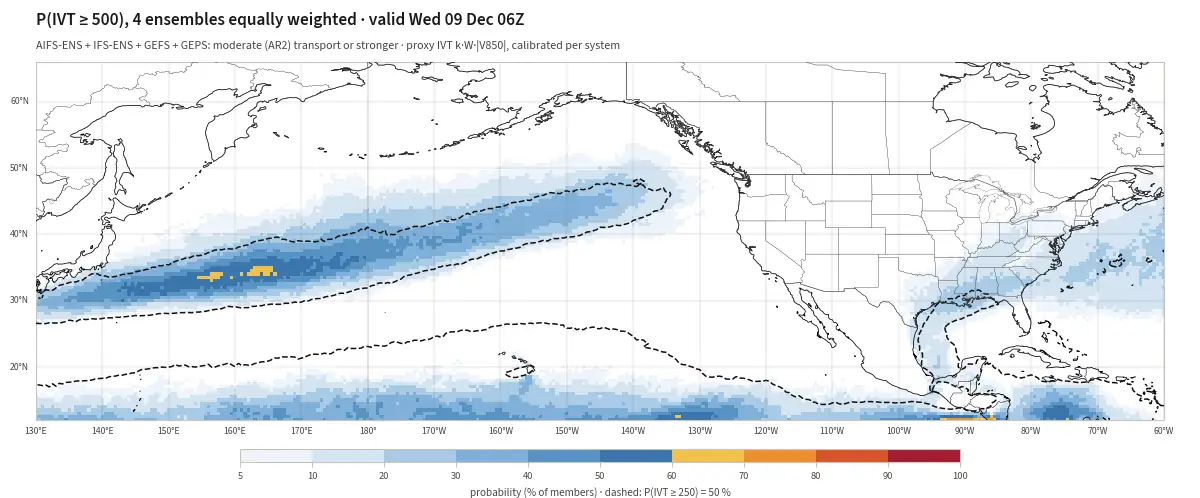 P(IVT ≥ 500), 4 ensembles equally weighted · valid Wed 09 Dec 06Z
AIFS-ENS + IFS-ENS + GEFS + GEPS: moderate (AR2) transport or stronger · proxy IVT k·W·|V850|, calibrated per system
60°N
50°N
40°N
30°N
20°N
130°E 140°E 150°E 160°E 170°E 180° 170°W 160°W 150°W 140°W 130°W 120°W 110°W 100°W 90°W 80°W 70°W 60°W
5 10 20 30 40 50 60 70 80 90 100
probability (% of members) · dashed: P(IVT ≥ 250) = 50 %